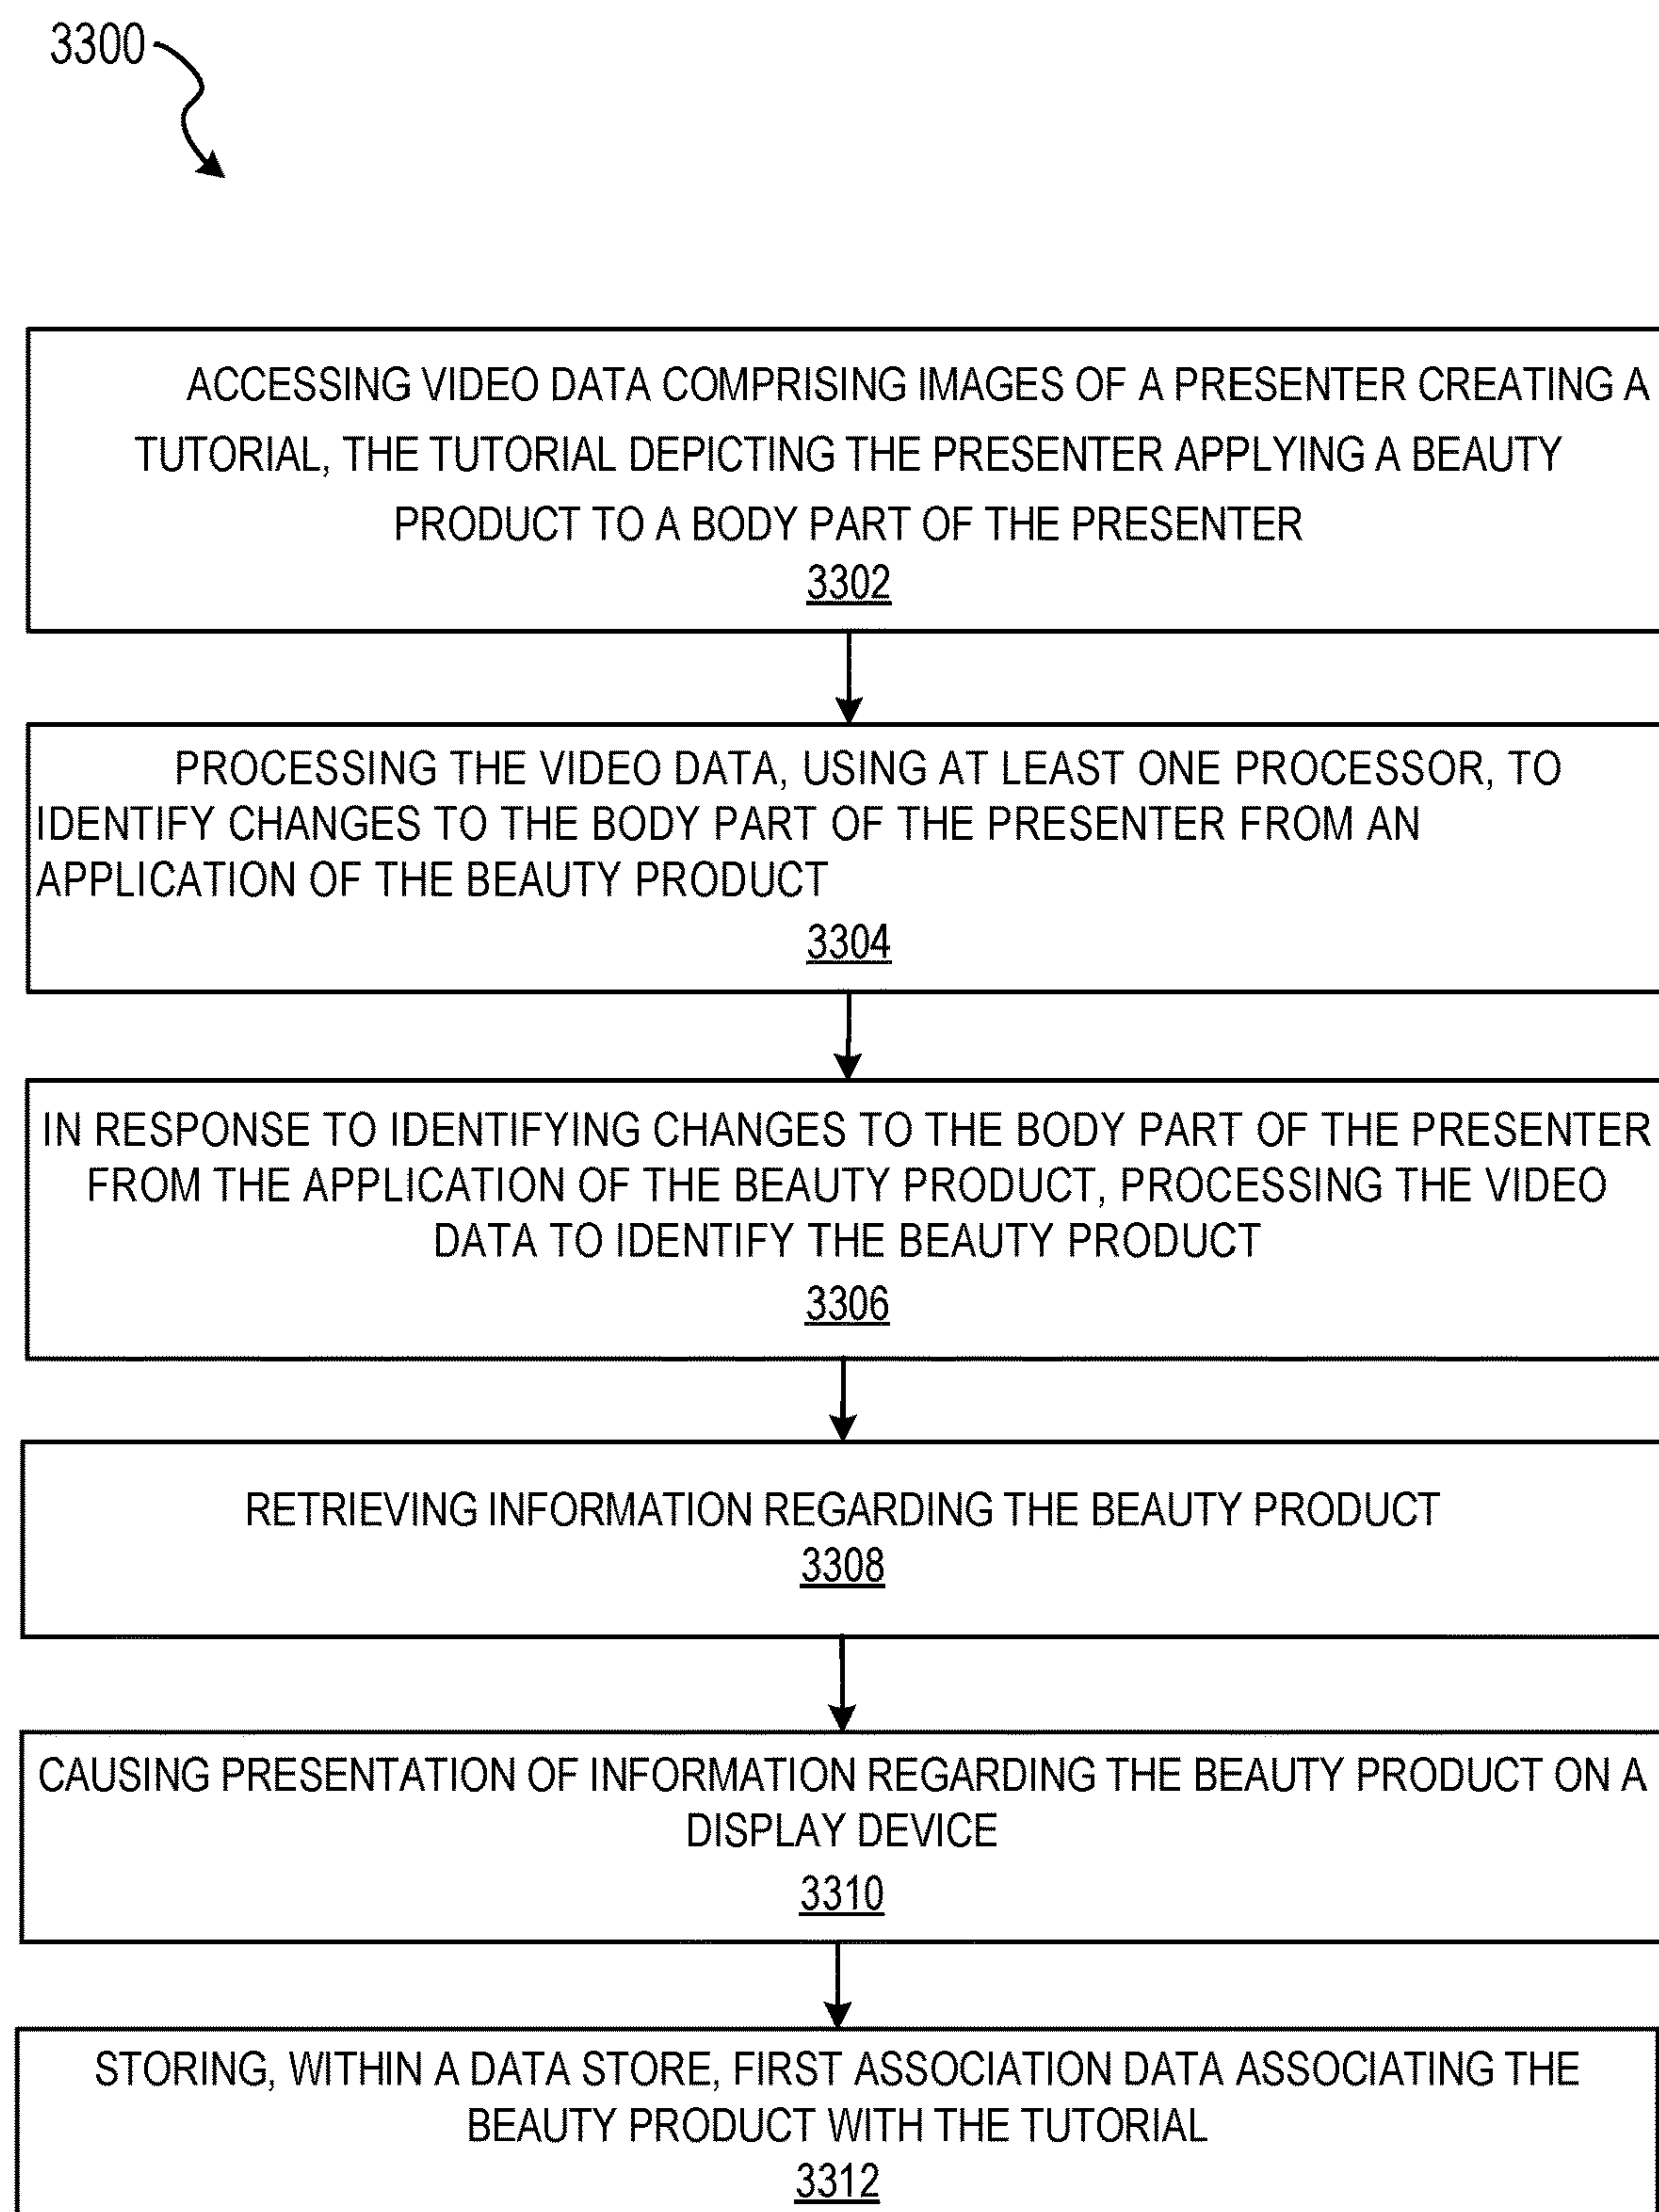 3300
ACCESSING VIDEO DATA COMPRISING IMAGES OF A PRESENTER CREATING A
TUTORIAL, THE TUTORIAL DEPICTING THE PRESENTER APPLYING A BEAUTY
PRODUCT TO A BODY PART OF THE PRESENTER
3302
PROCESSING THE VIDEO DATA, USING AT LEAST ONE PROCESSOR, TO
IDENTIFY CHANGES TO THE BODY PART OF THE PRESENTER FROM AN
APPLICATION OF THE BEAUTY PRODUCT
3304
IN RESPONSE TO IDENTIFYING CHANGES TO THE BODY PART OF THE PRESENTER
FROM THE APPLICATION OF THE BEAUTY PRODUCT, PROCESSING THE VIDEO
DATA TO IDENTIFY THE BEAUTY PRODUCT
3306
RETRIEVING INFORMATION REGARDING THE BEAUTY PRODUCT
3308
CAUSING PRESENTATION OF INFORMATION REGARDING THE BEAUTY PRODUCT ON A
DISPLAY DEVICE
3310
STORING, WITHIN A DATA STORE, FIRST ASSOCIATION DATA ASSOCIATING THE
BEAUTY PRODUCT WITH THE TUTORIAL
3312